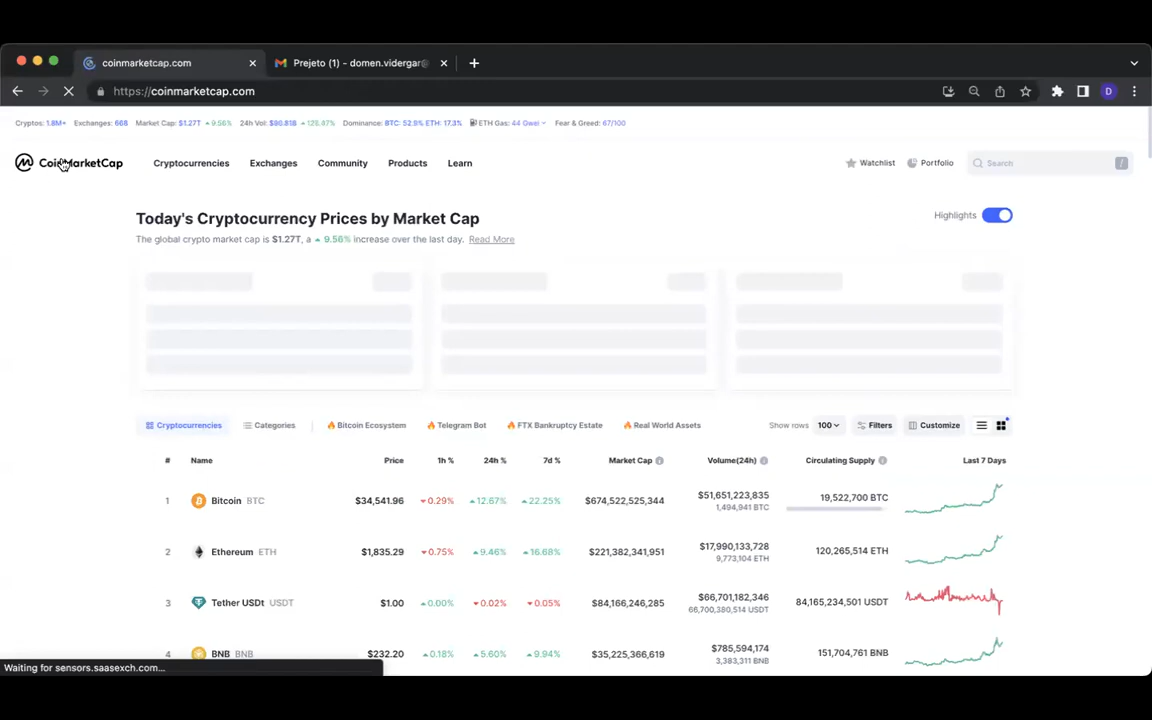 coinmarketcap.com
Prejeto (1) - domen.vidergar@
https://coinmarketcap.com
D
Cryptos: 1.8M+ Exchanges: 668 Market Cap: $1.27T 9.56% 24h Vol: $80.81B 126.87% Dominance: BTC: 52.9% ETH: 17.3% ETH Gas: 44 Gwei Fear & Greed: 67/100
CoinMarketCap Cryptocurrencies Exchanges Community Products Learn Watchlist Portfolio Search /
Today's Cryptocurrency Prices by Market Cap Highlights
The global crypto market cap is $1.27T, a 9.56% increase over the last day. Read More
Cryptocurrencies Categories Bitcoin Ecosystem Telegram Bot FTX Bankruptcy Estate Real World Assets Show rows 100 Filters Customize
# Name Price 1h % 24h % 7d % Market Cap Volume(24h) Circulating Supply Last 7 Days
1 Bitcoin BTC $34,541.96 0.29% 12.67% 22.25% $674,522,525,344 $51,651,223,835 19,522,700 BTC
1,494,941 BTC
2 Ethereum ETH $1,835.29 0.75% 9.46% 16.68% $221,382,341,951 $17,990,133,728 120,265,514 ETH
9,773,104 ETH
3 Tether USDt USDT $1.00 0.00% 0.02% 0.05% $84,166,246,285 $66,701,182,346 84,165,234,501 USDT
66,700,380,514 USDT
4 BNB BNB $232.20 0.18% 5.60% 9.94% $35,225,366,619 $785,594,174 151,704,761 BNB
3,383,311 BNB
Waiting for sensors.saasexch.com...